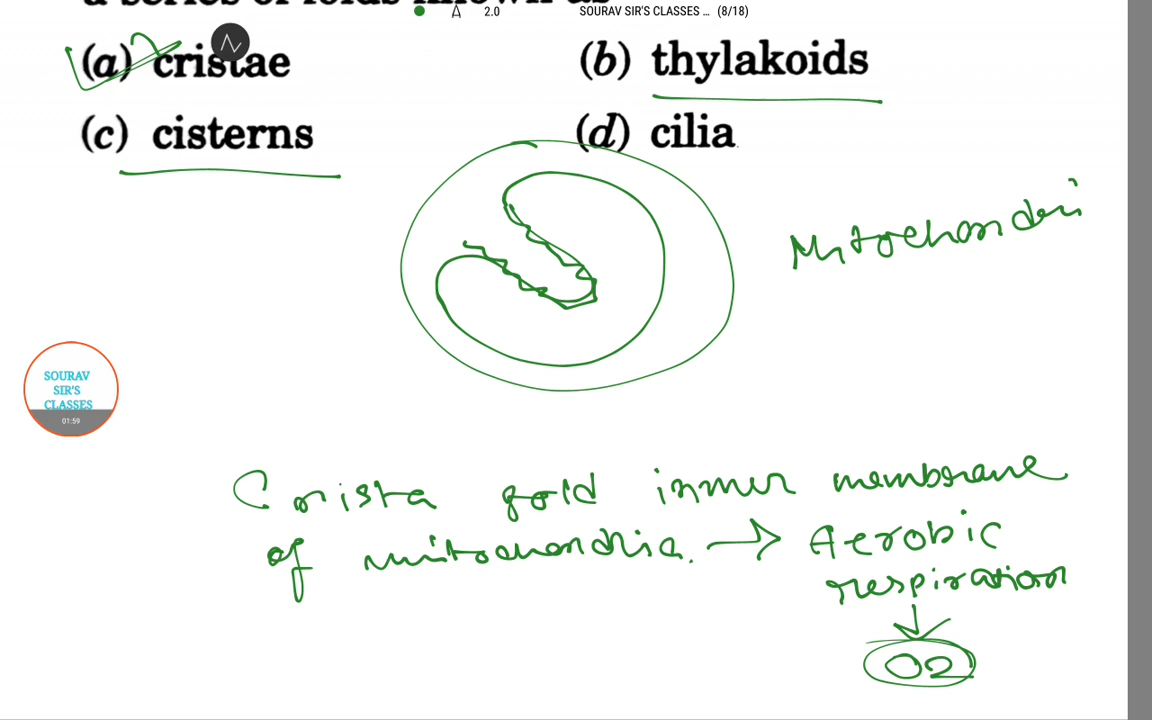 a series of folds known as
2.0 SOURAV SIR'S CLASSES ... (8/18)
(a) cristae (b) thylakoids
(c) cisterns (d) cilia
Mitochondri
SOURAV
SIR'S
CLASSES
01:59
Crista fold inner membrane
of mitochondria. → Aerobic
respiration
↓
O2